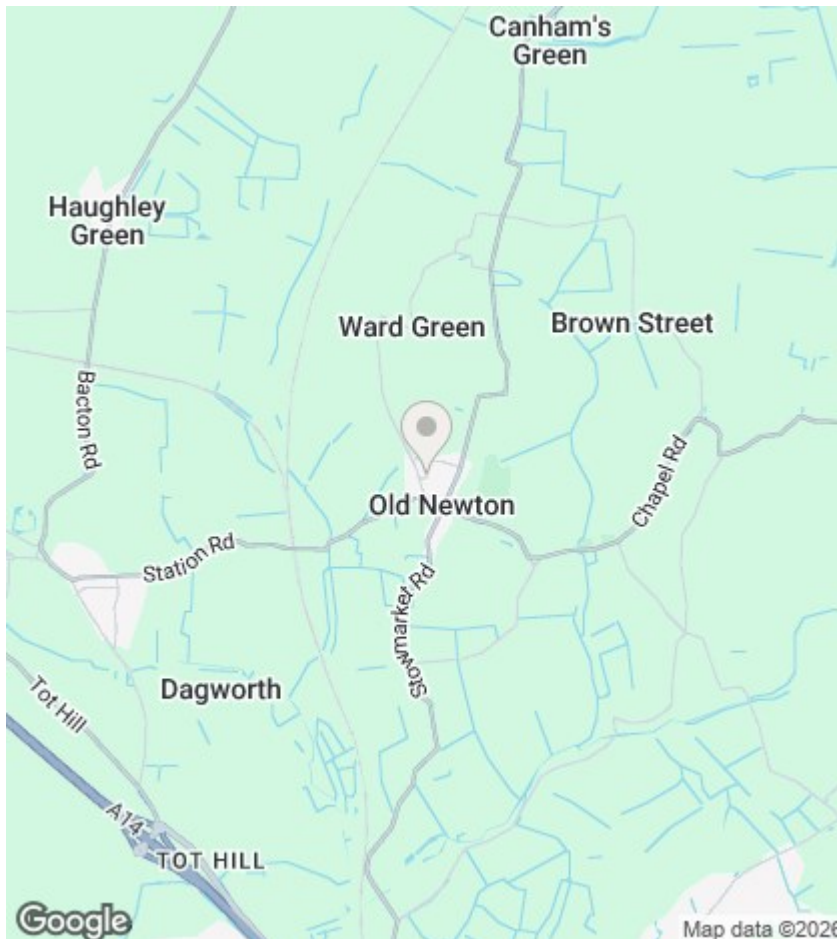 Canham's
Green
Haughley
Green
Ward Green
Brown Street
Bacton Rd
Chapel Rd
Old Newton
Station Rd
Stowmarket Rd
Dagworth
Tot Hill
A14
TOT HILL
Google
Map data ©202